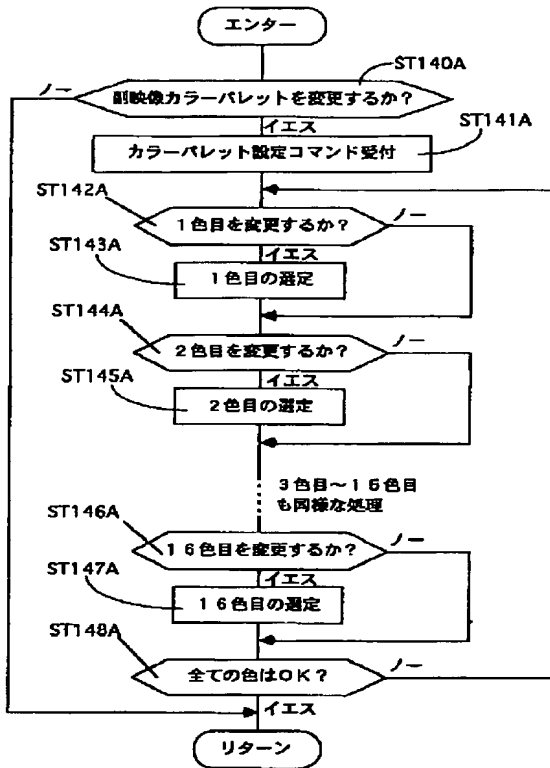 エンター
ST140A
ノー
副映像カラーパレットを変更するか?
イエス
ST141A
カラーパレット設定コマンド受付
ST142A
1色目を変更するか?
ノー
イエス
ST143A
1色目の選定
ST144A
2色目を変更するか?
ノー
イエス
ST145A
2色目の選定
3色目~15色目
も同様な処理
ST146A
16色目を変更するか?
ノー
イエス
ST147A
16色目の選定
ST148A
全ての色はOK?
ノー
イエス
リターン